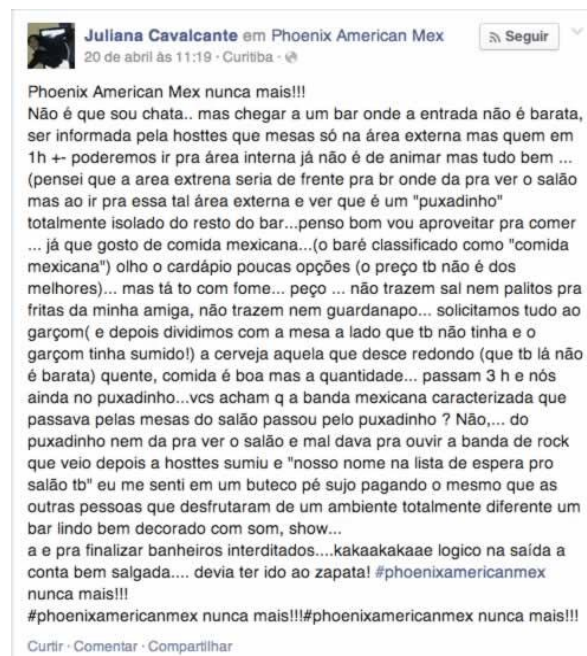 Juliana Cavalcante em Phoenix American Mex
Seguir
20 de abril às 11:19 · Curitiba ·
Phoenix American Mex nunca mais!!!
Não é que sou chata.. mas chegar a um bar onde a entrada não é barata,
ser informada pela hosttes que mesas só na área externa mas quem em
1h +- poderemos ir pra área interna já não é de animar mas tudo bem ...
(pensei que a area extrena seria de frente pra br onde da pra ver o salão
mas ao ir pra essa tal área externa e ver que é um "puxadinho"
totalmente isolado do resto do bar...penso bom vou aproveitar pra comer
... já que gosto de comida mexicana...(o baré classificado como "comida
mexicana") olho o cardápio poucas opções (o preço tb não é dos
melhores)... mas tá to com fome... peço ... não trazem sal nem palitos pra
fritas da minha amiga, não trazem nem guardanapo... solicitamos tudo ao
garçom( e depois dividimos com a mesa a lado que tb não tinha e o
garçom tinha sumido!) a cerveja aquela que desce redondo (que tb lá não
é barata) quente, comida é boa mas a quantidade... passam 3 h e nós
ainda no puxadinho...vcs acham q a banda mexicana caracterizada que
passava pelas mesas do salão passou pelo puxadinho ? Não,... do
puxadinho nem da pra ver o salão e mal dava pra ouvir a banda de rock
que veio depois a hosttes sumiu e "nosso nome na lista de espera pro
salão tb" eu me senti em um buteco pé sujo pagando o mesmo que as
outras pessoas que desfrutaram de um ambiente totalmente diferente um
bar lindo bem decorado com som, show...
a e pra finalizar banheiros interditados....kakaakakaae logico na saída a
conta bem salgada.... devia ter ido ao zapata! #phoenixamericanmex
nunca mais!!!
#phoenixamericanmex nunca mais!!!#phoenixamericanmex nunca mais!!!
Curtir · Comentar · Compartilhar